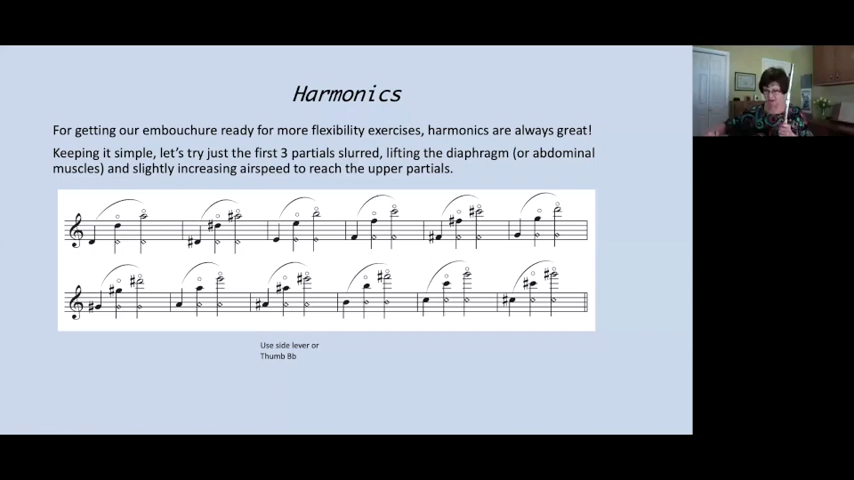 Harmonics
For getting our embouchure ready for more flexibility exercises, harmonics are always great!
Keeping it simple, let's try just the first 3 partials slurred, lifting the diaphragm (or abdominal
muscles) and slightly increasing airspeed to reach the upper partials.
Use side lever or
Thumb Bb